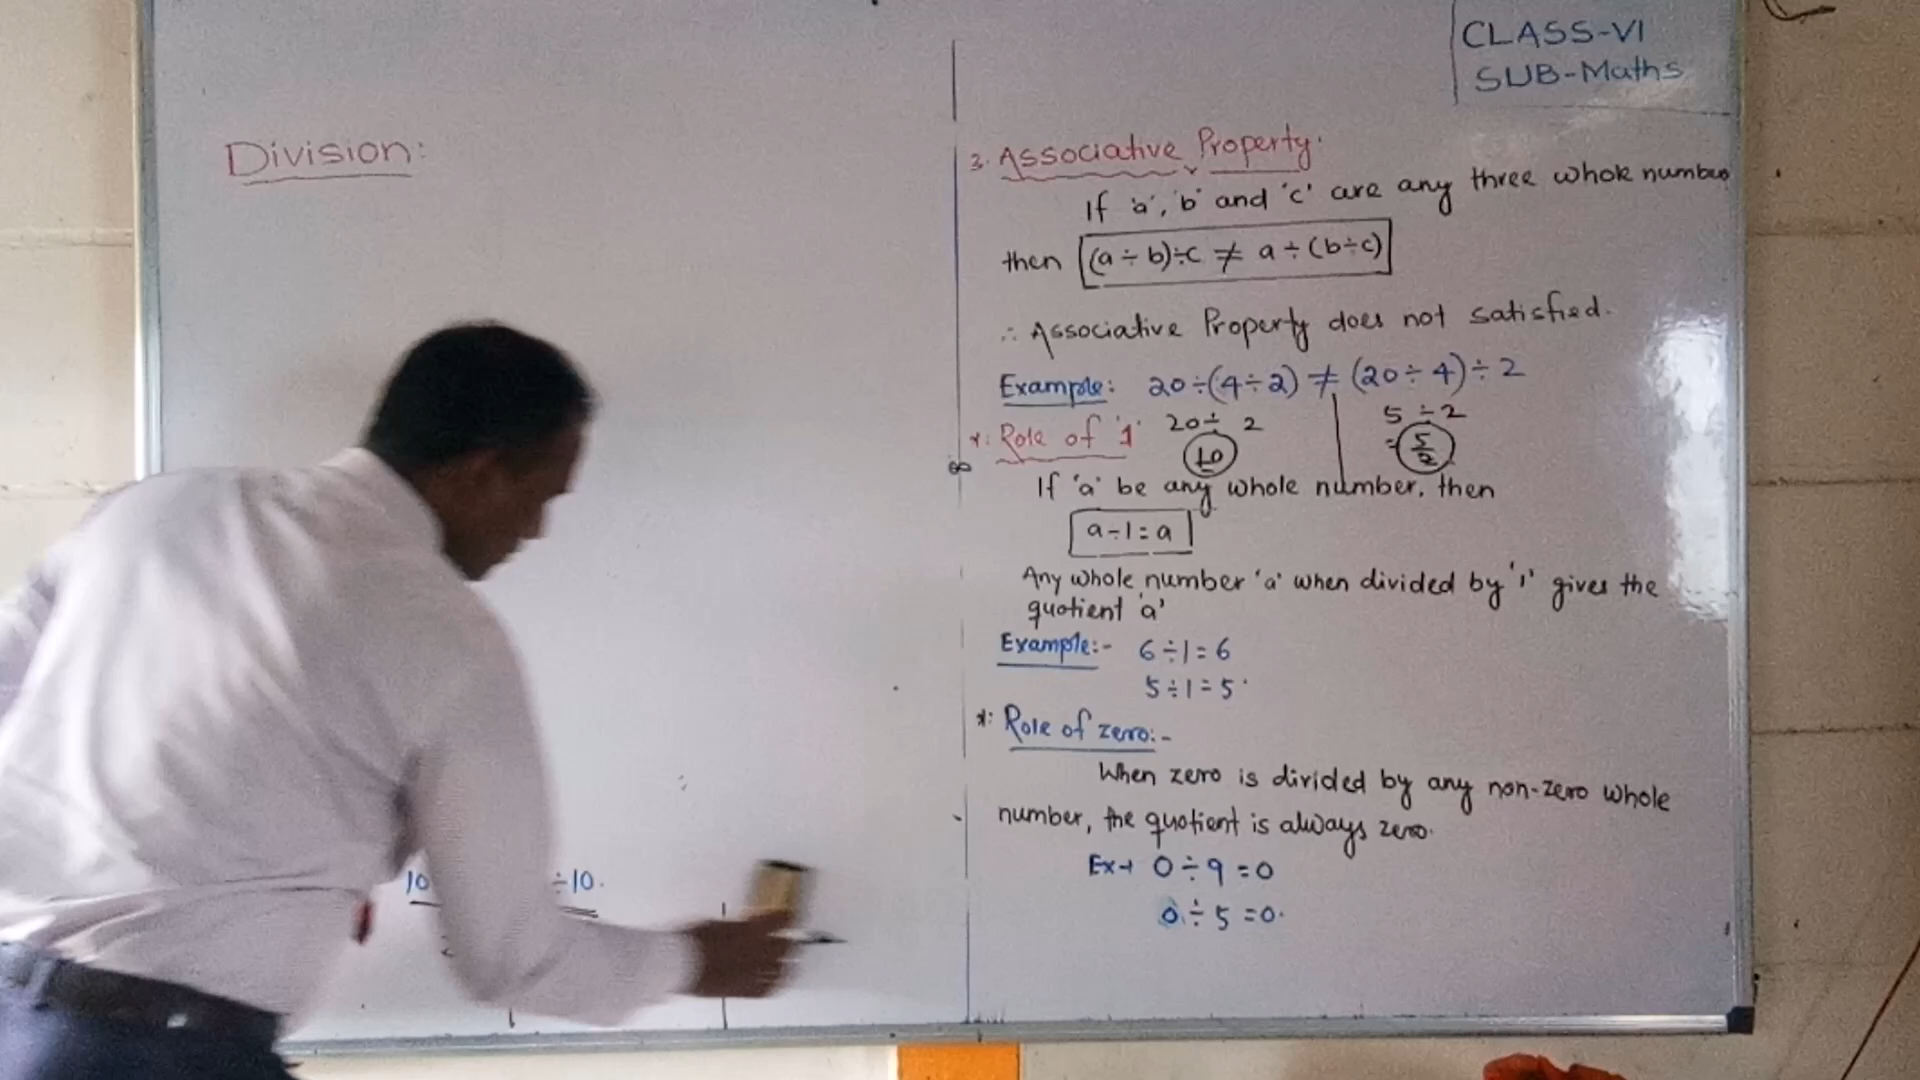 CLASS-VI
SUB-Maths
Division:
10 ÷10.
3. Associative Property.
If 'a', 'b' and 'c' are any three whole number
then (a ÷ b)÷c ≠ a ÷ (b÷c)
∴ Associative Property does not satisfied.
Example: 20÷(4÷2) ≠ (20÷4)÷2
20÷ 2 5 ÷2
10 = 5/2
*: Role of '1'
If 'a' be any whole number, then
a÷1=a
Any whole number 'a' when divided by '1' gives the
quotient 'a'
Example:- 6÷1=6
5÷1=5.
*: Role of zero:-
When zero is divided by any non-zero whole
number, the quotient is always zero.
Ex→ 0÷9=0
0÷5=0.